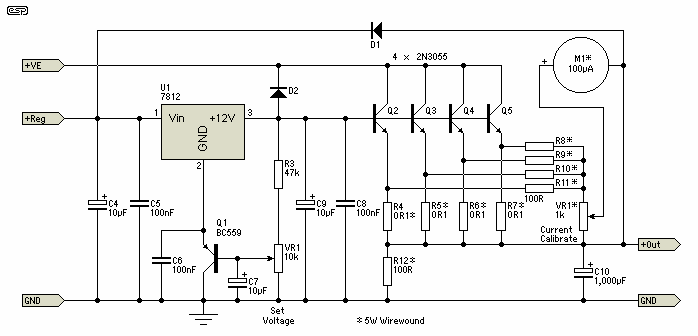 esp
D1
+VE
4 × 2N3055
M1*
100µA
+
U1
7812
D2
+Reg
1
Vin
+12V
GND
3
2
Q2
Q3
Q4
Q5
R8*
R9*
R10*
R11*
100R
R3
47k
C4
10µF
+
C5
100nF
C9
10µF
+
C8
100nF
R4
0R1*
R5*
0R1
R6*
0R1
R7*
0R1
VR1*
1k
Current
Calibrate
+Out
Q1
BC559
C6
100nF
VR1
10k
+
C7
10µF
R12*
100R
+
C10
1,000µF
GND
GND
Set
Voltage
* 5W Wirewound